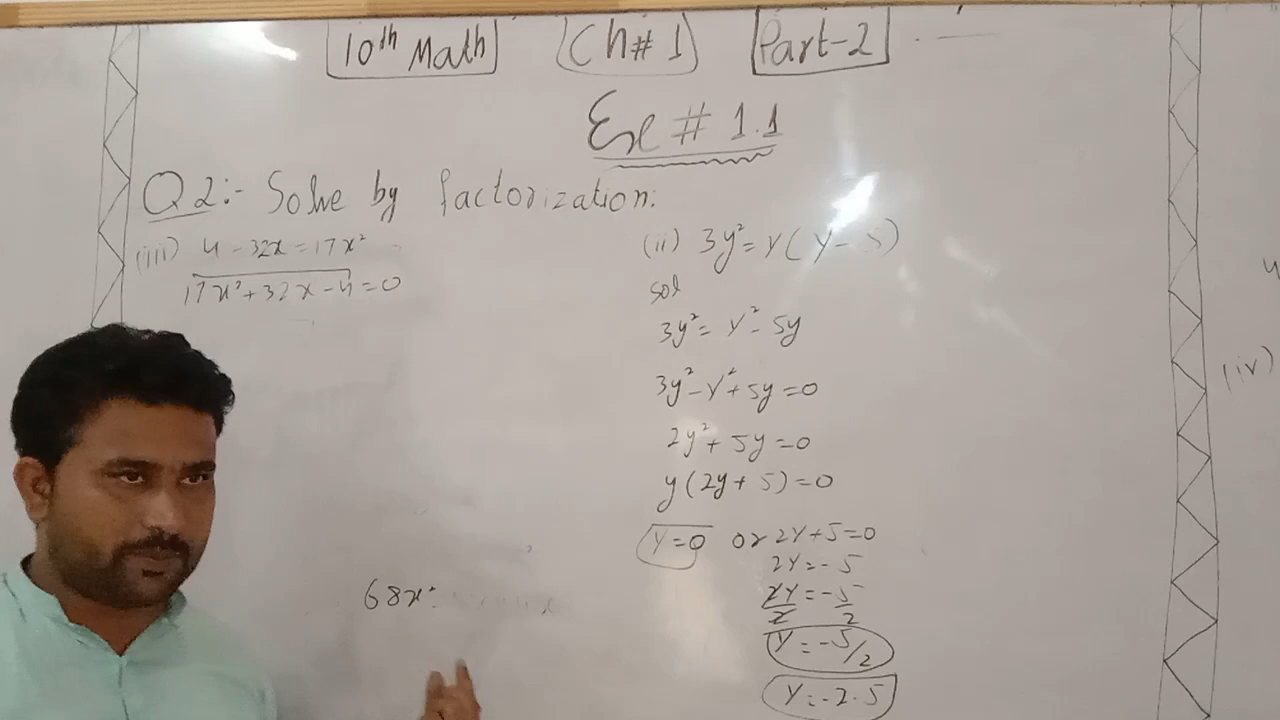 10th Math Ch# 1 Part-2
Ex # 1.1
Q2:- Solve by factorization:
(iii) 4 - 32x = 17x²
17x² + 32x - 4 = 0
68x²
(ii) 3y² = y(y - 5)
sol
3y² = y² - 5y
3y² - y² + 5y = 0
2y² + 5y = 0
y(2y + 5) = 0
y = 0 or 2y + 5 = 0
2y = -5
2y/2 = -5/2
y = -5/2
y = -2.5
(iv)